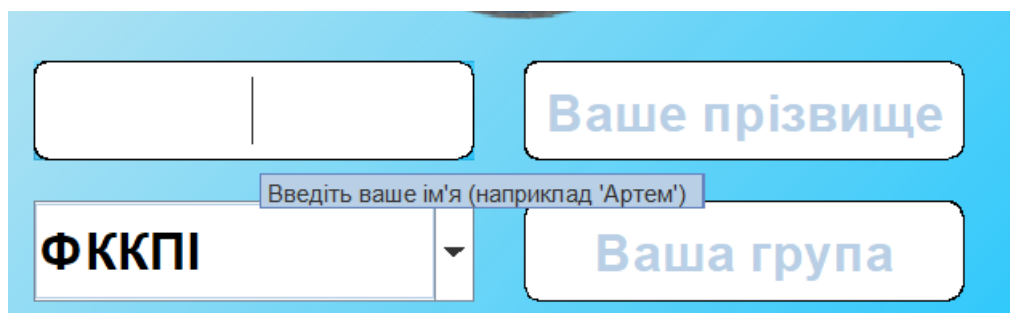 Ваше прізвище
Введіть ваше ім'я (наприклад 'Артем')
ФККПІ
Ваша група